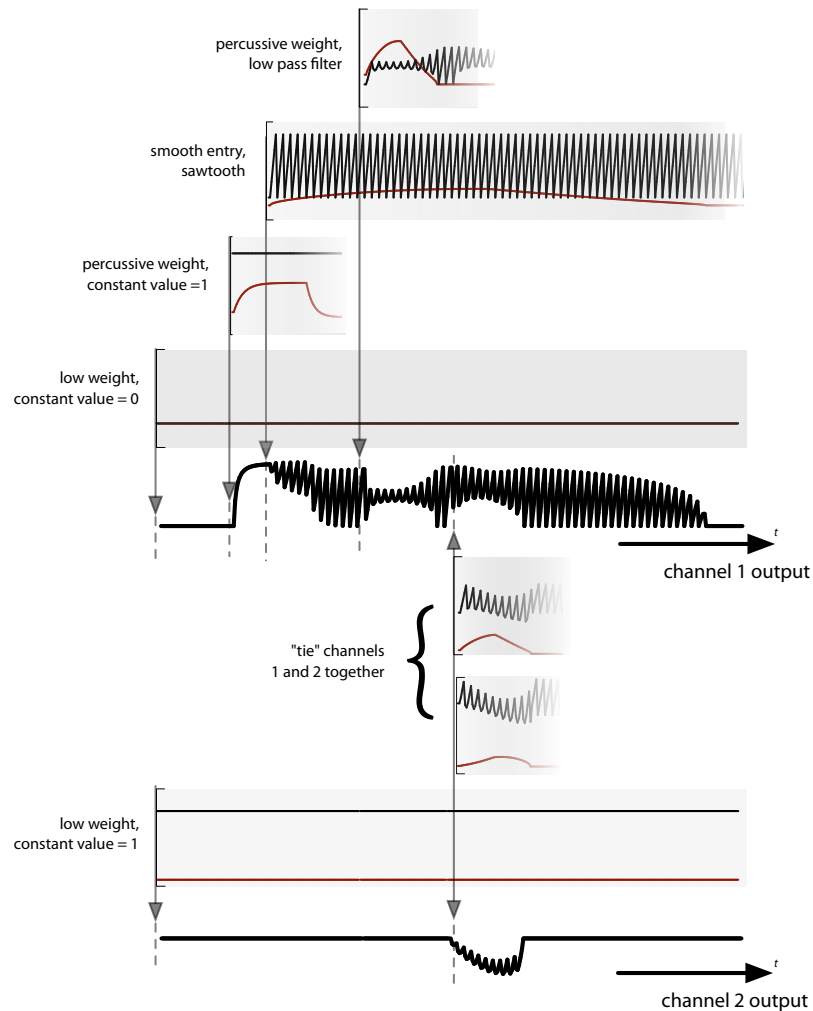 percussive weight,
low pass filter
smooth entry,
sawtooth
percussive weight,
constant value =1
low weight,
constant value = 0
t
channel 1 output
"tie" channels
1 and 2 together
low weight,
constant value = 1
t
channel 2 output